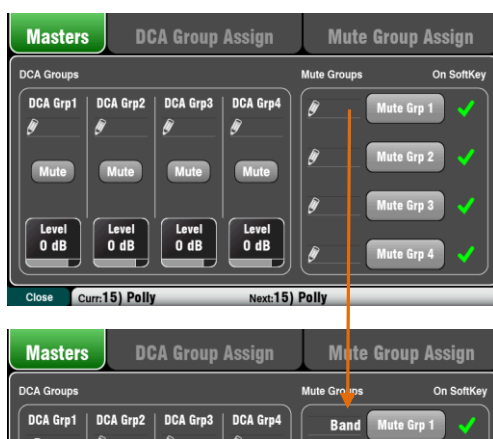 Masters DCA Group Assign Mute Group Assign
DCA Groups Mute Groups On SoftKey
DCA Grp1 DCA Grp2 DCA Grp3 DCA Grp4 Mute Grp 1
Mute Mute Mute Mute Mute Grp 2
Mute Grp 3
Level Level Level Level
0 dB 0 dB 0 dB 0 dB Mute Grp 4
Close Curr:15) Polly Next:15) Polly
Masters DCA Group Assign Mute Group Assign
DCA Groups Mute Groups On SoftKey
DCA Grp1 DCA Grp2 DCA Grp3 DCA Grp4 Band Mute Grp 1